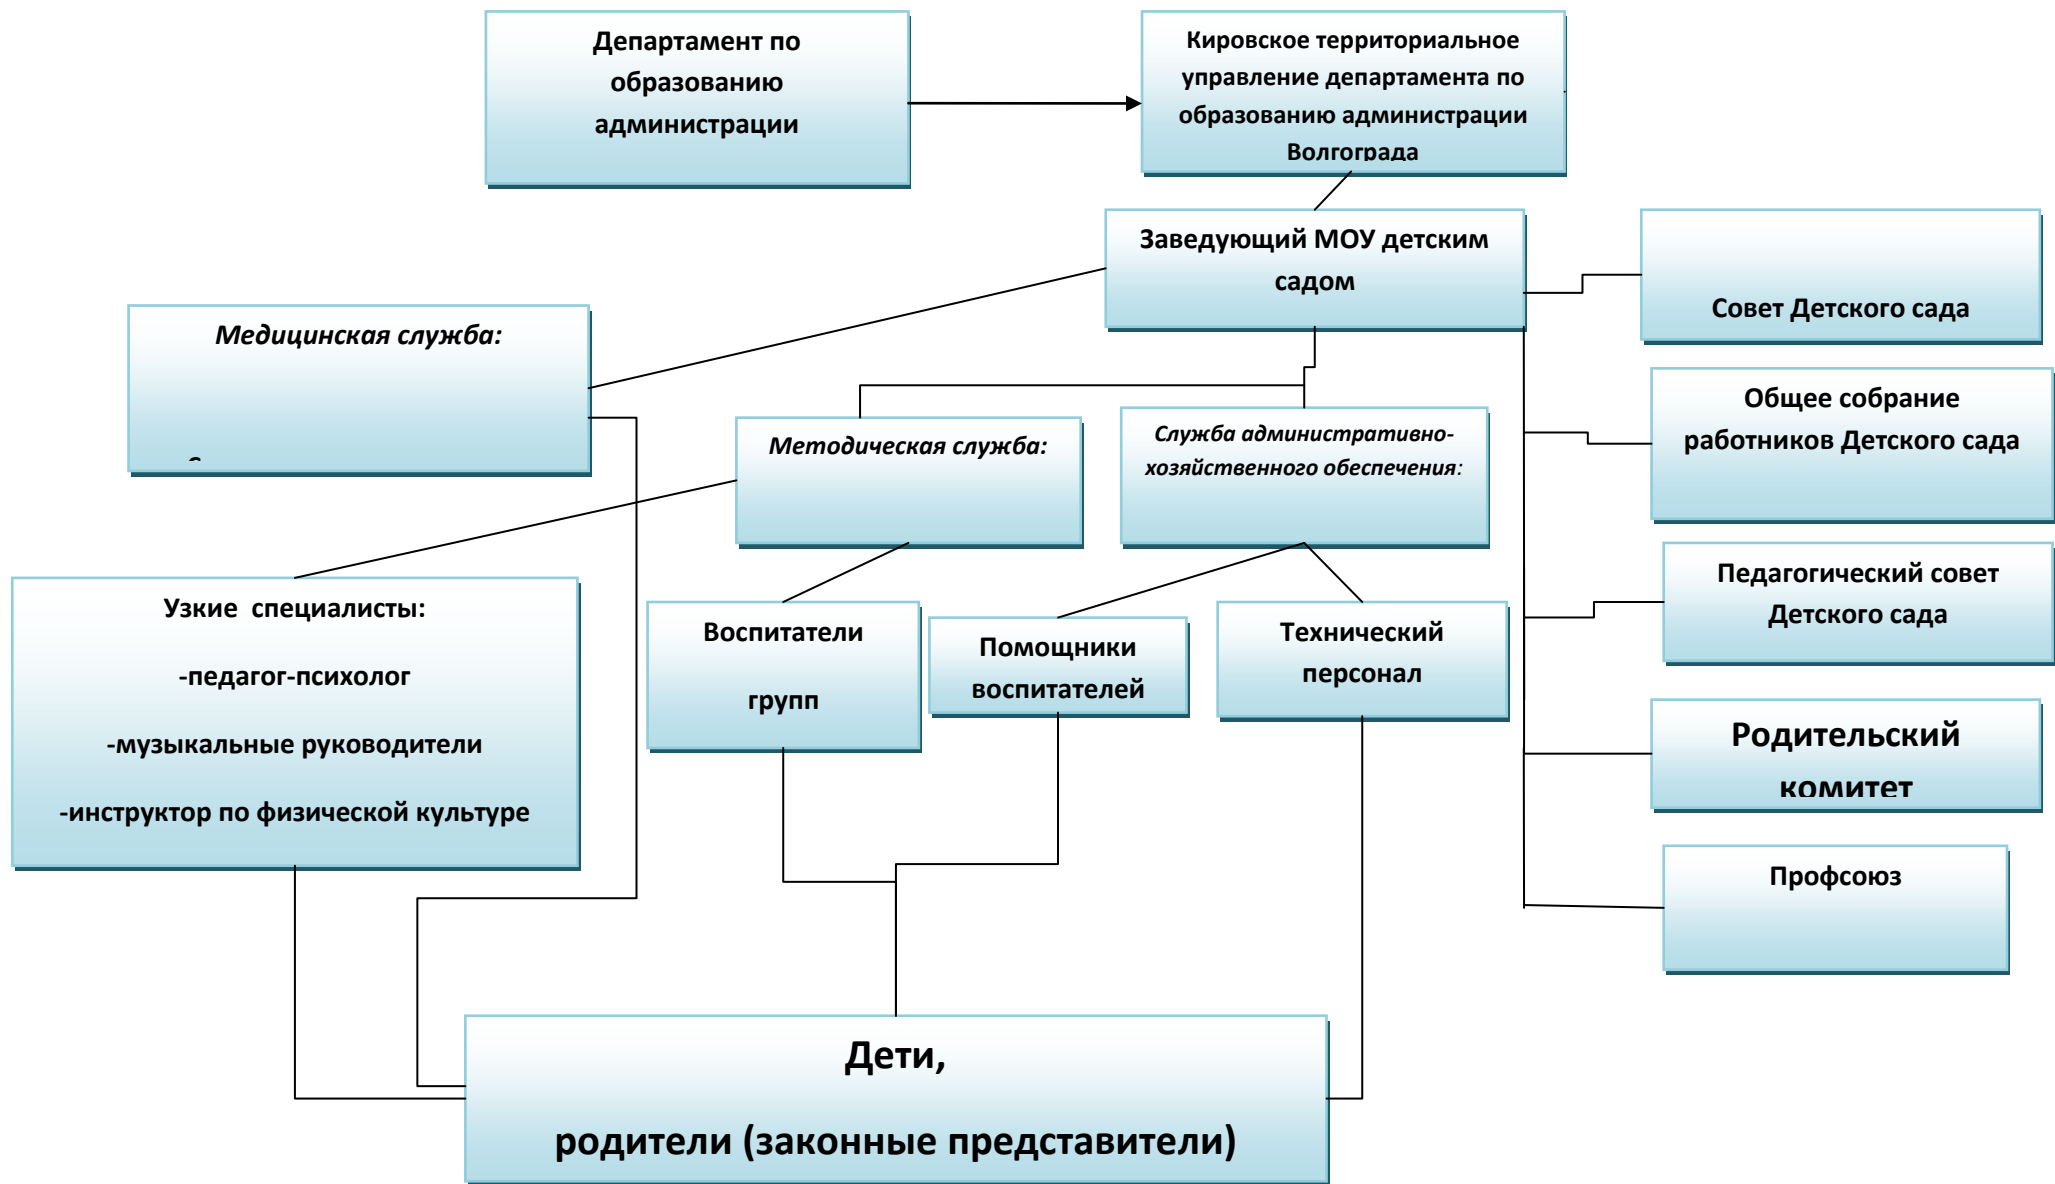 Департамент по
образованию
администрации
Кировское территориальное
управление департамента по
образованию администрации
Волгограда
Заведующий МОУ детским
садом
Совет Детского сада
Медицинская служба:
Общее собрание
работников Детского сада
Методическая служба:
Служба административно-
хозяйственного обеспечения:
Педагогический совет
Детского сада
Узкие специалисты:
-педагог-психолог
-музыкальные руководители
-инструктор по физической культуре
Воспитатели
групп
Помощники
воспитателей
Технический
персонал
Родительский
комитет
Профсоюз
Дети,
родители (законные представители)